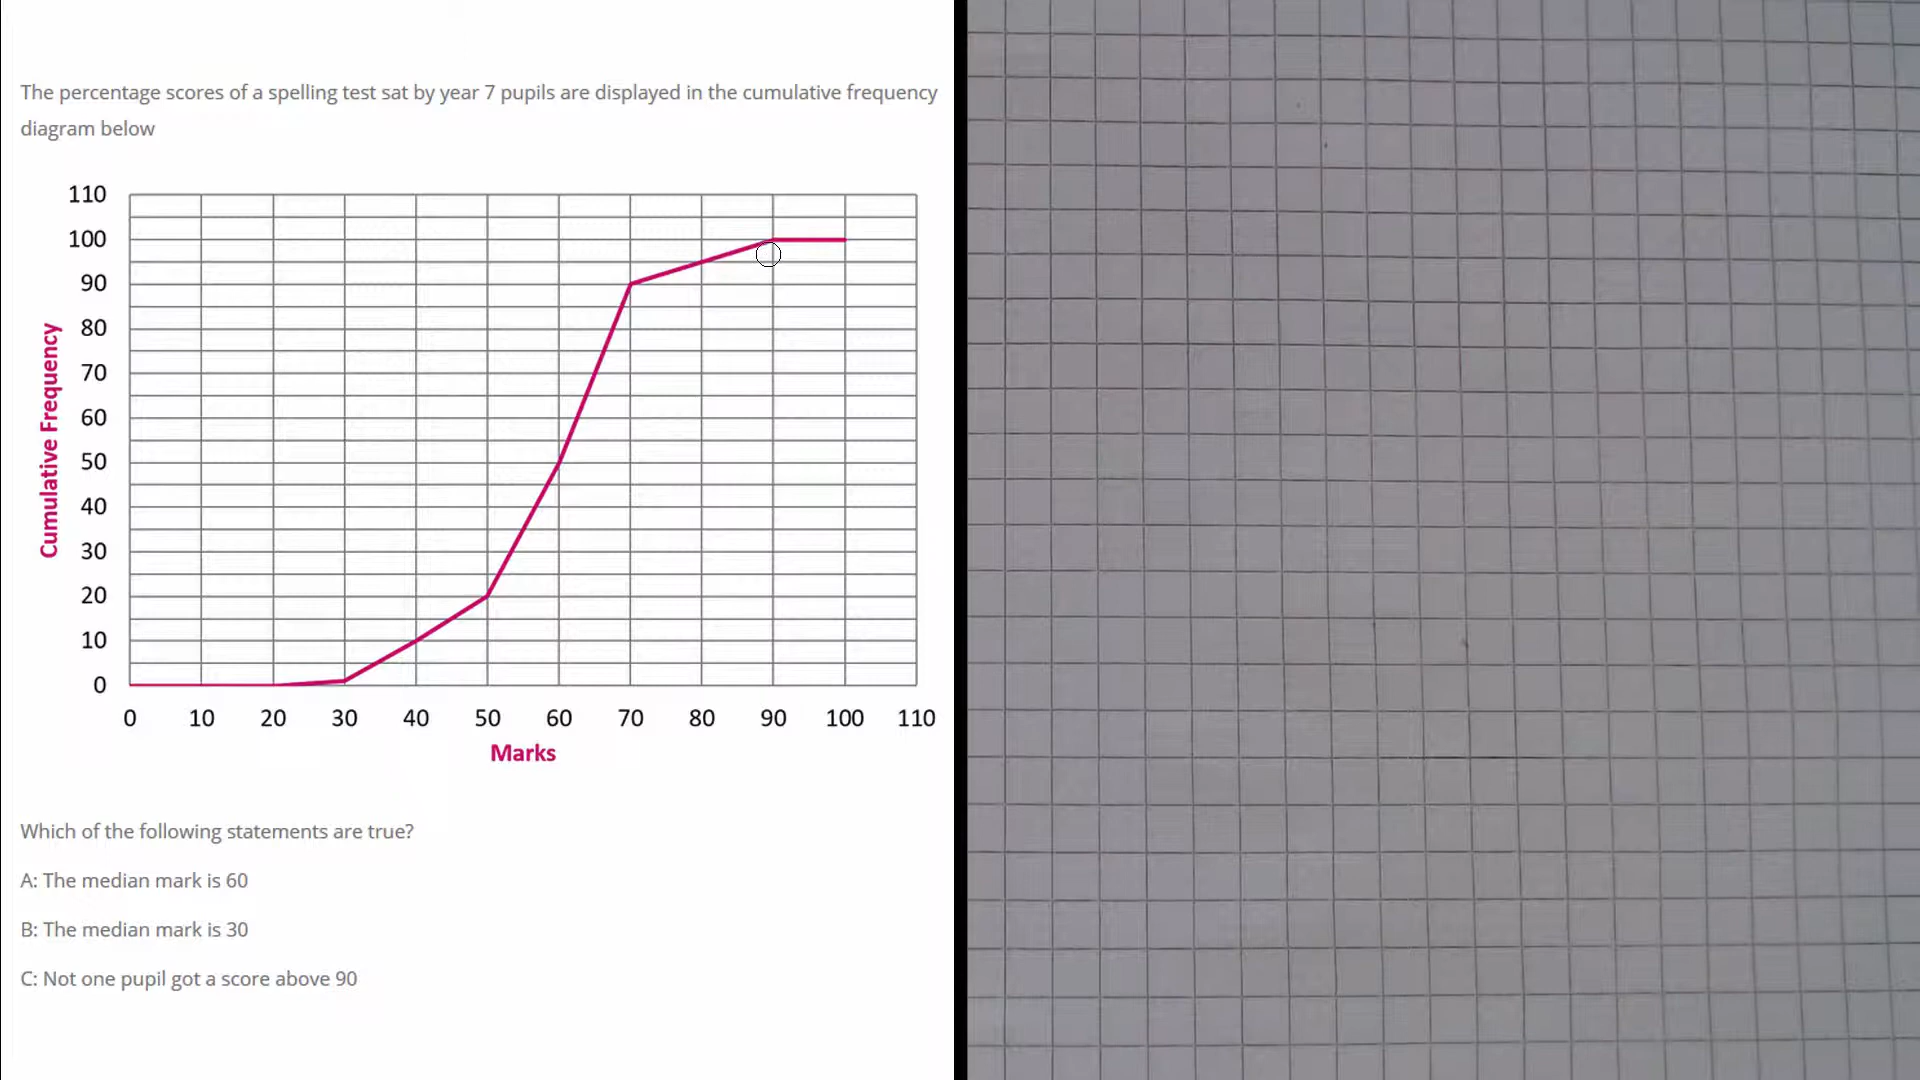 The percentage scores of a spelling test sat by year 7 pupils are displayed in the cumulative frequency
diagram below
110
100
90
80
70
60
50
40
30
20
10
0
Cumulative Frequency
0 10 20 30 40 50 60 70 80 90 100 110
Marks
Which of the following statements are true?
A: The median mark is 60
B: The median mark is 30
C: Not one pupil got a score above 90